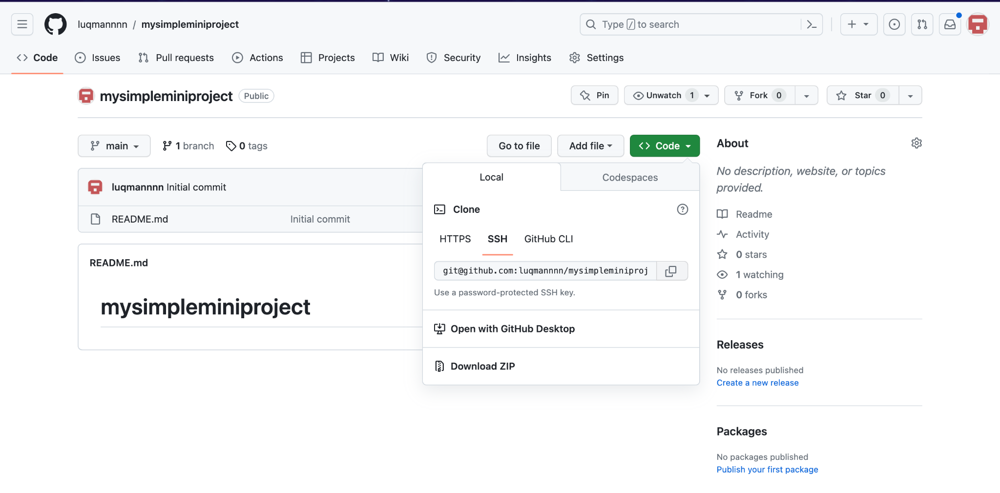 luqmannnn / mysimpleminiproject
Type / to search
Code Issues Pull requests Actions Projects Wiki Security Insights Settings
mysimpleminiproject Public
Pin Unwatch 1 Fork 0 Star 0
main 1 branch 0 tags
Go to file Add file Code
luqmannnn Initial commit
README.md Initial commit
README.md
mysimpleminiproject
Local Codespaces
Clone
HTTPS SSH GitHub CLI
git@github.com:luqmannnn/mysimpleminiproj
Use a password-protected SSH key.
Open with GitHub Desktop
Download ZIP
About
No description, website, or topics
provided.
Readme
Activity
0 stars
1 watching
0 forks
Releases
No releases published
Create a new release
Packages
No packages published
Publish your first package